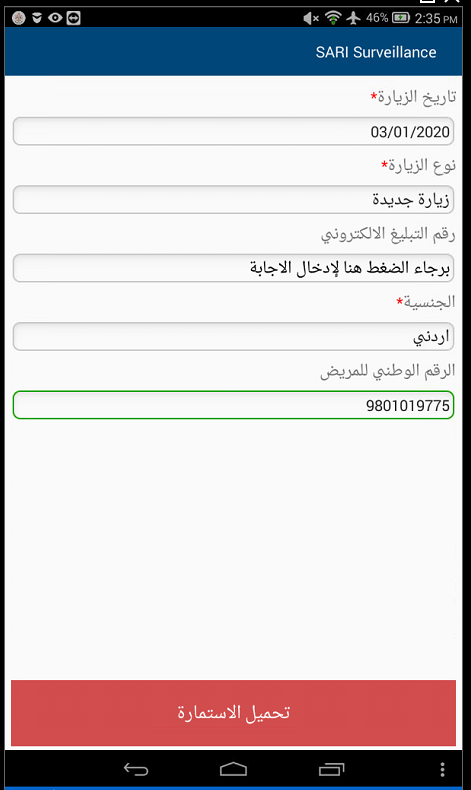 46% 2:35 PM
SARI Surveillance
تاريخ الزيارة*
03/01/2020
نوع الزيارة*
زيارة جديدة
رقم التبليغ الالكتروني
برجاء الضغط هنا لإدخال الاجابة
الجنسية*
اردني
الرقم الوطني للمريض
9801019775
تحميل الاستمارة